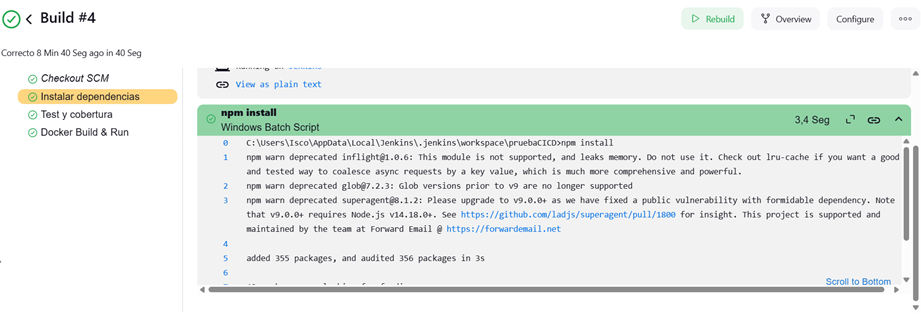 Build #4
Rebuild
Overview
Configure
Correcto 8 Min 40 Seg ago in 40 Seg
Checkout SCM
Instalar dependencias
Test y cobertura
Docker Build & Run
View as plain text
npm install
Windows Batch Script
3,4 Seg
0 C:\Users\Isco\AppData\Local\Jenkins\.jenkins\workspace\pruebaCICD>npm install
1 npm warn deprecated inflight@1.0.6: This module is not supported, and leaks memory. Do not use it. Check out lru-cache if you want a good
and tested way to coalesce async requests by a key value, which is much more comprehensive and powerful.
2 npm warn deprecated glob@7.2.3: Glob versions prior to v9 are no longer supported
3 npm warn deprecated superagent@8.1.2: Please upgrade to v9.0.0+ as we have fixed a public vulnerability with formidable dependency. Note
that v9.0.0+ requires Node.js v14.18.0+. See https://github.com/ladjs/superagent/pull/1800 for insight. This project is supported and
maintained by the team at Forward Email @ https://forwardemail.net
4
5 added 355 packages, and audited 356 packages in 3s
6
Scroll to Bottom